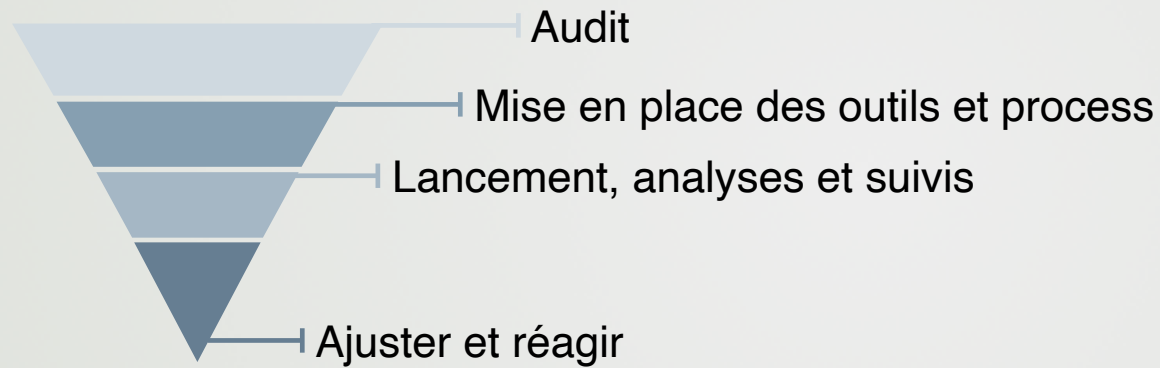 Audit
Mise en place des outils et process
Lancement, analyses et suivis
Ajuster et réagir